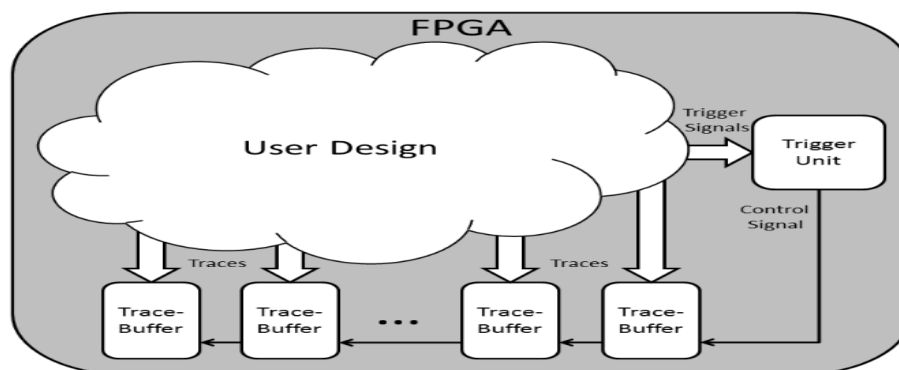 FPGA
User Design
Trigger
Signals
Trigger
Unit
Control
Signal
Traces
Traces
Trace-
Buffer
Trace-
Buffer
...
Trace-
Buffer
Trace-
Buffer